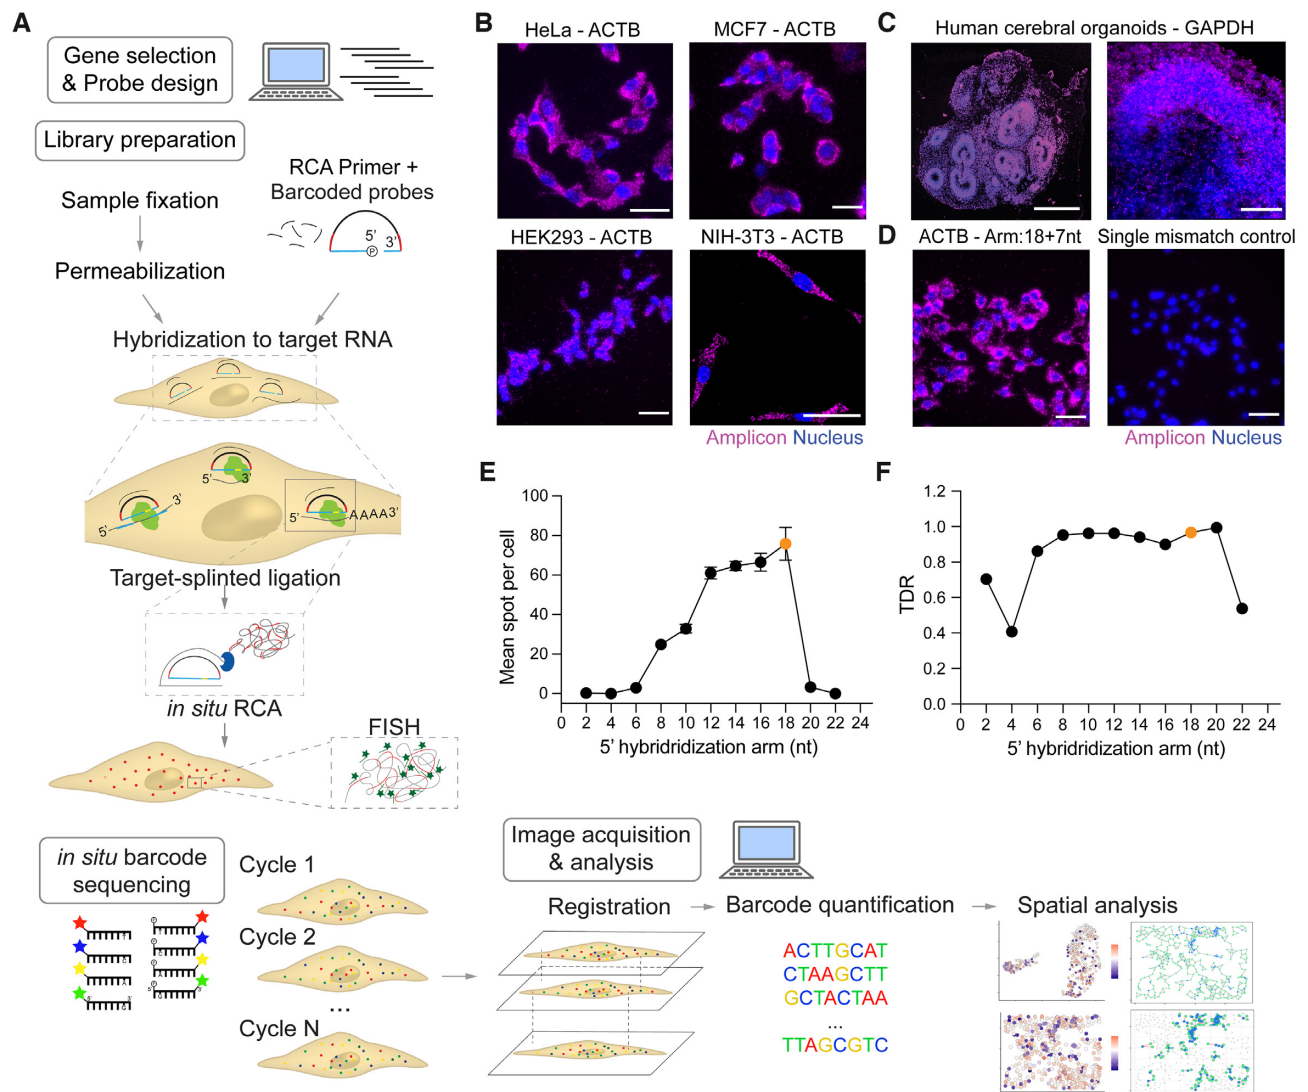 A
Gene selection
& Probe design
Library preparation
RCA Primer +
Barcoded probes
Sample fixation
5’
3’
P
Permeabilization
Hybridization to target RNA
5’
3’
5’
3’
5’
AAAA3’
Target-splinted ligation
in situ RCA
FISH
in situ barcode
sequencing
Cycle 1
Cycle 2
...
Cycle N
Image acquisition
& analysis
Registration
Barcode quantification
Spatial analysis
ACTTGCAT
CTAAGCTT
GCTACTAA
...
TTAGCGTC
B
HeLa - ACTB
MCF7 - ACTB
HEK293 - ACTB
NIH-3T3 - ACTB
Amplicon Nucleus
C
Human cerebral organoids - GAPDH
D
ACTB - Arm:18+7nt
Single mismatch control
Amplicon Nucleus
E
Mean spot per cell
100
80
60
40
20
0
0 2 4 6 8 10 12 14 16 18 20 22 24
5’ hybridridization arm (nt)
F
TDR
1.2
1.0
0.8
0.6
0.4
0.2
0.0
0 2 4 6 8 10 12 14 16 18 20 22 24
5’ hybridridization arm (nt)